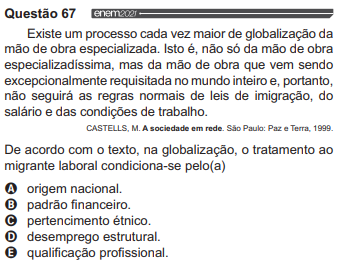 Questão 67 enem2021
Existe um processo cada vez maior de globalização da
mão de obra especializada. Isto é, não só da mão de obra
especializadíssima, mas da mão de obra que vem sendo
excepcionalmente requisitada no mundo inteiro e, portanto,
não seguirá as regras normais de leis de imigração, do
salário e das condições de trabalho.
CASTELLS, M. A sociedade em rede. São Paulo: Paz e Terra, 1999.
De acordo com o texto, na globalização, o tratamento ao
migrante laboral condiciona-se pelo(a)
A origem nacional.
B padrão financeiro.
C pertencimento étnico.
D desemprego estrutural.
E qualificação profissional.